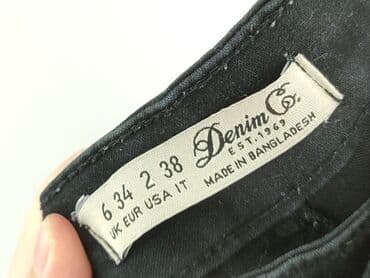 6 34 2 38
UK EUR USA IT
Denim Co.
EST. 1969
MADE IN BANGLADESH